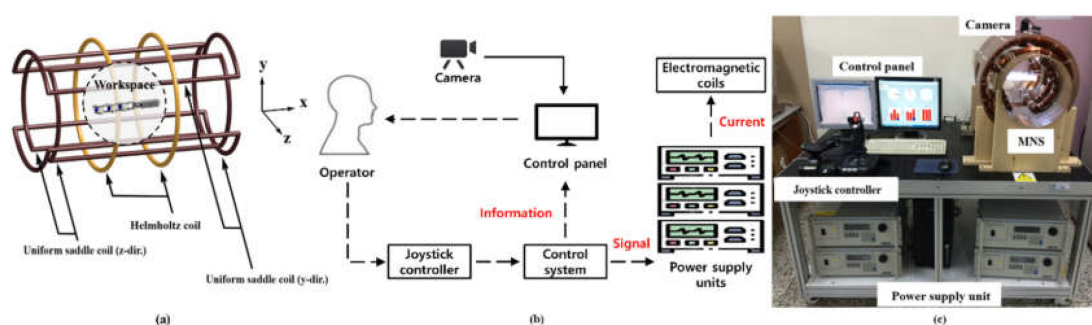 y
x
z
Workspace
Helmholtz coil
Uniform saddle coil (z-dir.)
Uniform saddle coil (y-dir.)
(a)
Camera
Operator
Control panel
Information
Joystick
controller
Control
system
Signal
Electromagnetic
coils
Current
Power supply
units
(b)
Camera
Control panel
MNS
Joystick controller
Power supply unit
(c)